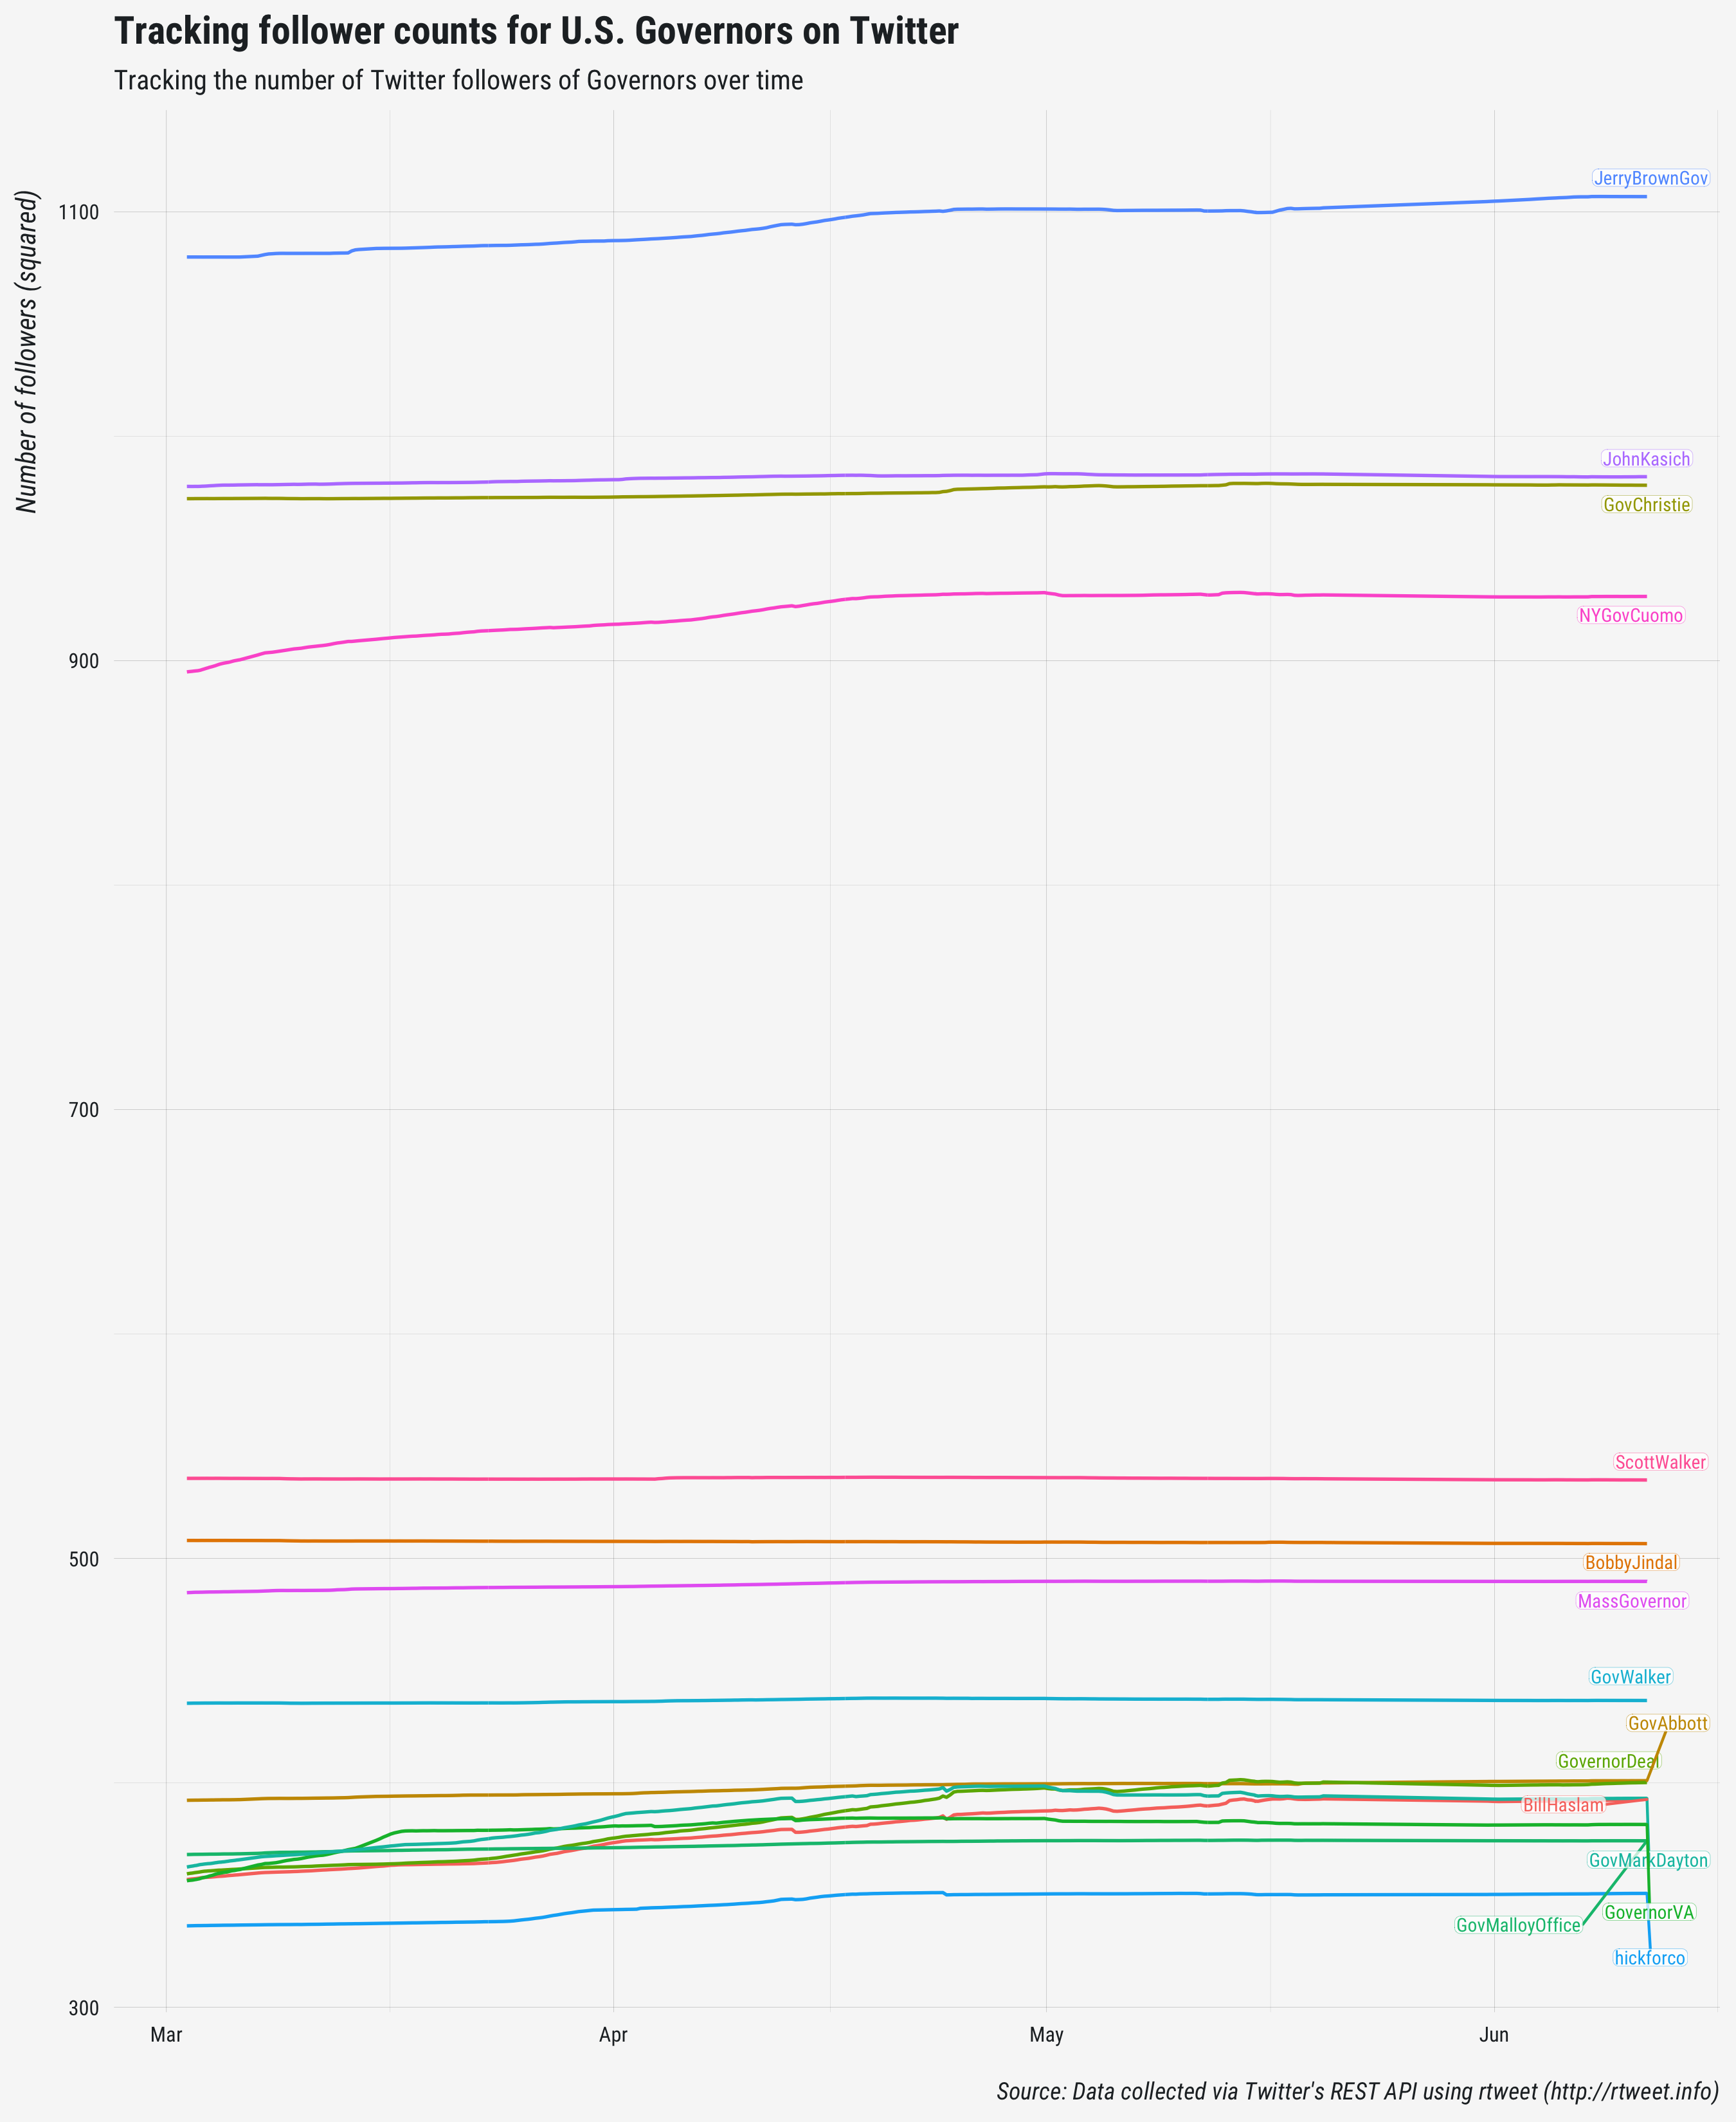 Tracking follower counts for U.S. Governors on Twitter
Tracking the number of Twitter followers of Governors over time
Number of followers (squared)
1100
900
700
500
300
JerryBrownGov
JohnKasich
GovChristie
NYGovCuomo
ScottWalker
BobbyJindal
MassGovernor
GovWalker
GovAbbott
GovernorDeal
BillHaslam
GovMarkDayton
GovernorVA
GovMalloyOffice
hickforco
Mar
Apr
May
Jun
Source: Data collected via Twitter's REST API using rtweet (http://rtweet.info)